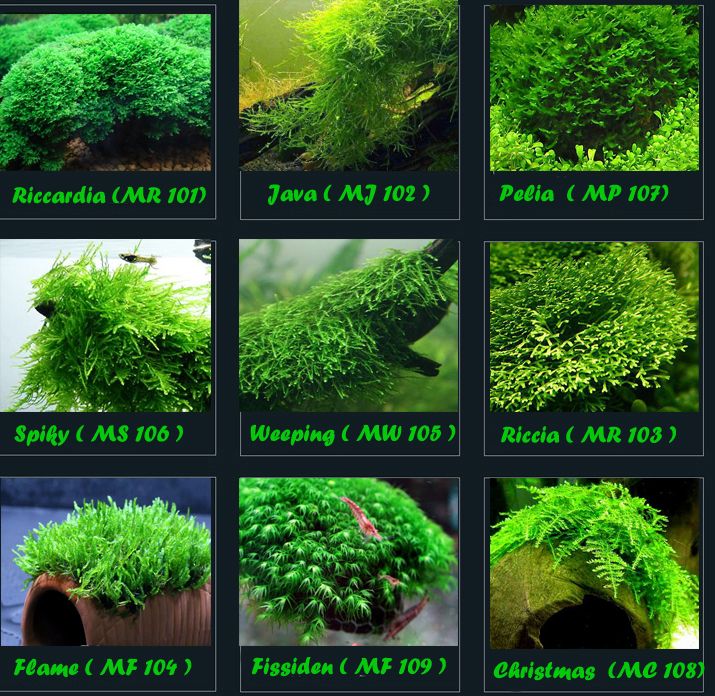 Riccardia (MR 101)
Java ( MJ 102 )
Pelia ( MP 107)
Spiky ( MS 106 )
Weeping ( MW 105 )
Riccia ( MR 103 )
Flame ( MF 104 )
Fissiden ( MF 109 )
Christmas (MC 108)